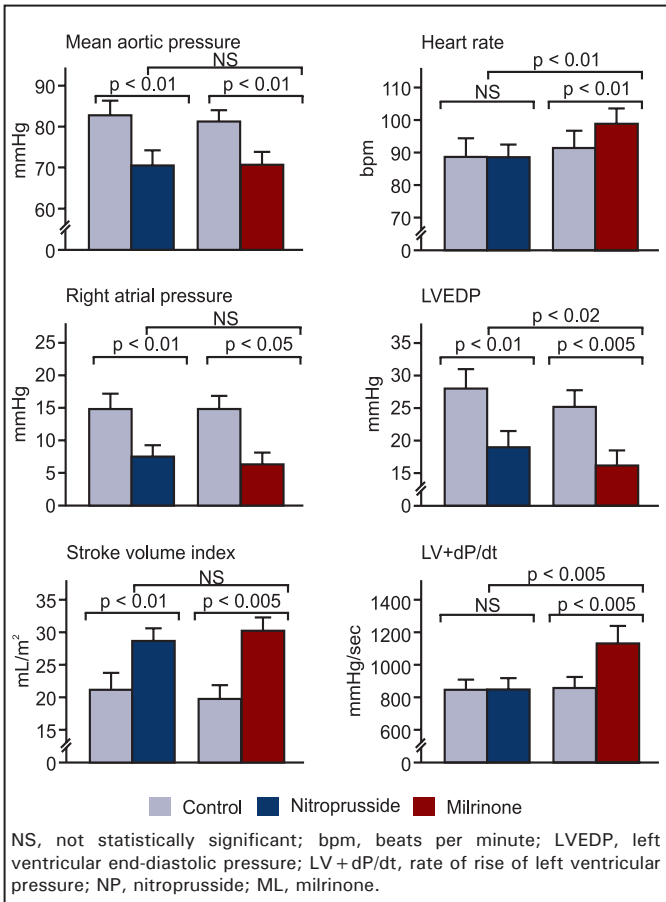 Mean aortic pressure
NS
p < 0.01
p < 0.01
mmHg
90
80
70
60
0
Heart rate
p < 0.01
NS
p < 0.01
bpm
110
100
90
80
70
0
Right atrial pressure
NS
p < 0.01
p < 0.05
mmHg
25
20
15
10
5
0
LVEDP
p < 0.02
p < 0.01
p < 0.005
mmHg
35
30
25
20
15
0
Stroke volume index
NS
p < 0.01
p < 0.005
mL/m²
35
30
25
20
15
0
LV+dP/dt
p < 0.005
NS
p < 0.005
mmHg/sec
1400
1200
1000
800
600
0
Control Nitroprusside Milrinone
NS, not statistically significant; bpm, beats per minute; LVEDP, left
ventricular end-diastolic pressure; LV+dP/dt, rate of rise of left ventricular
pressure; NP, nitroprusside; ML, milrinone.